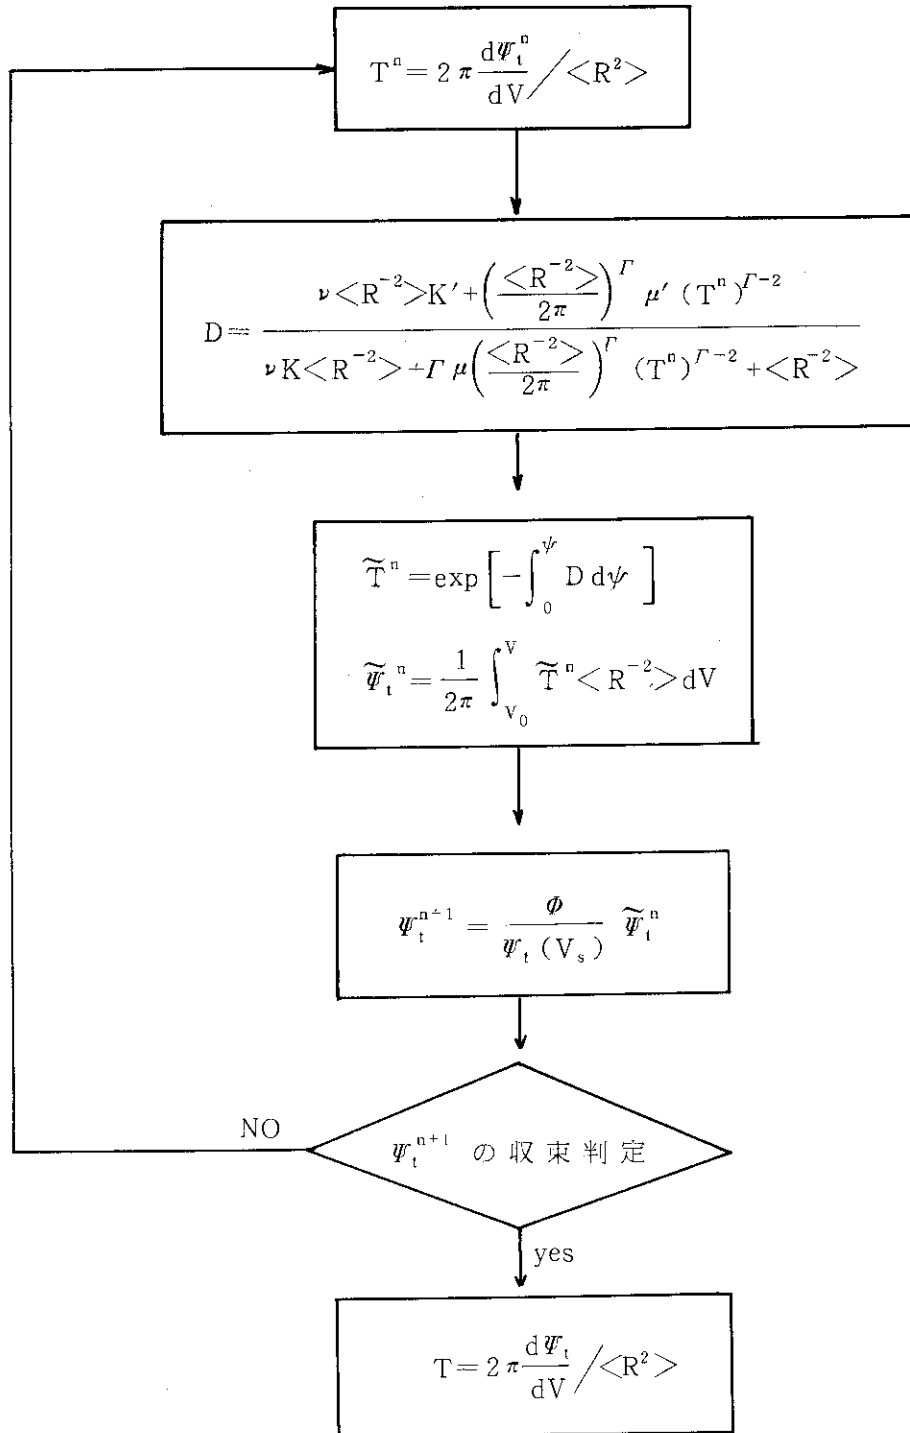 Tⁿ = 2π dΨₜⁿ/dV / <R²>
D = (ν<R⁻²>K′ + (<R⁻²>/2π)^Γ μ′ (Tⁿ)^(Γ−2)) / (νK<R⁻²> + Γμ(<R⁻²>/2π)^Γ (Tⁿ)^(Γ−2) + <R⁻²>)
T̃ⁿ = exp[−∫₀^ψ D dψ]
Ψ̃ₜⁿ = 1/2π ∫_{V₀}^{V} T̃ⁿ<R⁻²>dV
Ψₜⁿ⁺¹ = Φ/Ψₜ(Vₛ) Ψ̃ₜⁿ
NO
Ψₜⁿ⁺¹ の収束判定
yes
T = 2π dΨₜ/dV / <R²>